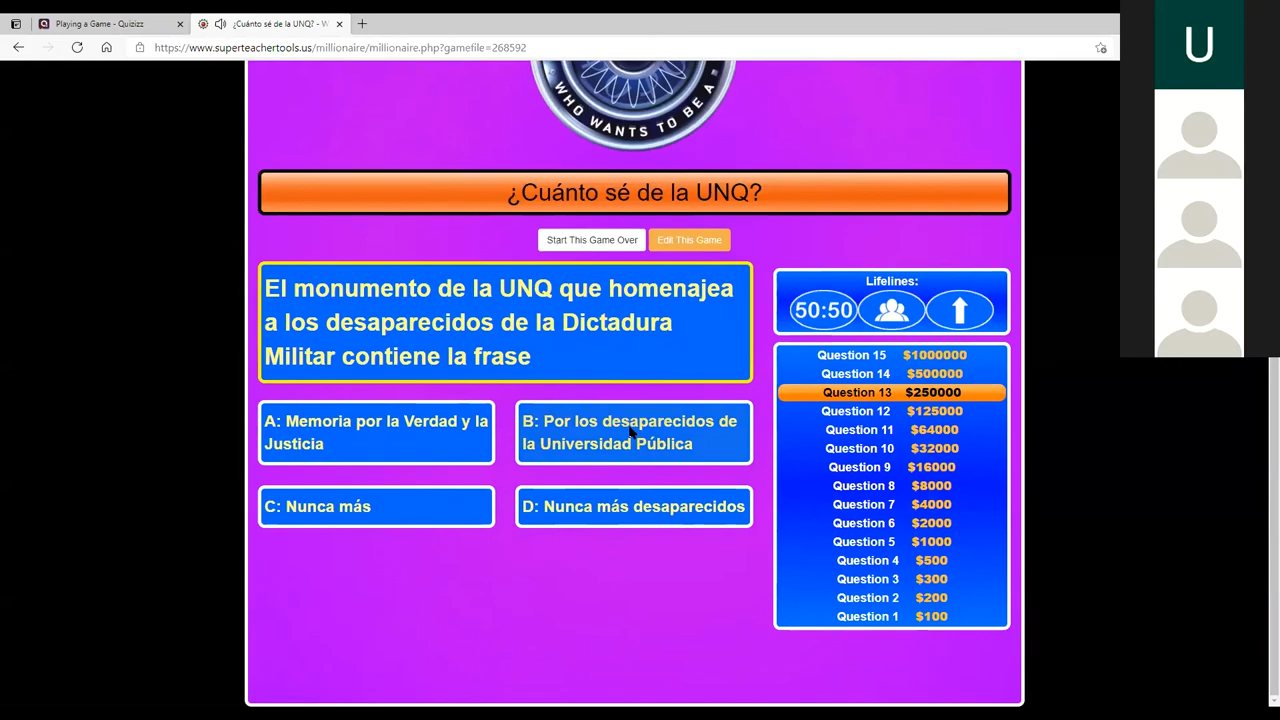 Playing a Game - Quizizz
¿Cuánto sé de la UNQ? - W
https://www.superteachertools.us/millionaire/millionaire.php?gamefile=268592
WHO WANTS TO BE A
U
¿Cuánto sé de la UNQ?
Start This Game Over
Edit This Game
El monumento de la UNQ que homenajea
a los desaparecidos de la Dictadura
Militar contiene la frase
A: Memoria por la Verdad y la
Justicia
B: Por los desaparecidos de
la Universidad Pública
C: Nunca más
D: Nunca más desaparecidos
Lifelines:
50:50
Question 15 $1000000
Question 14 $500000
Question 13 $250000
Question 12 $125000
Question 11 $64000
Question 10 $32000
Question 9 $16000
Question 8 $8000
Question 7 $4000
Question 6 $2000
Question 5 $1000
Question 4 $500
Question 3 $300
Question 2 $200
Question 1 $100